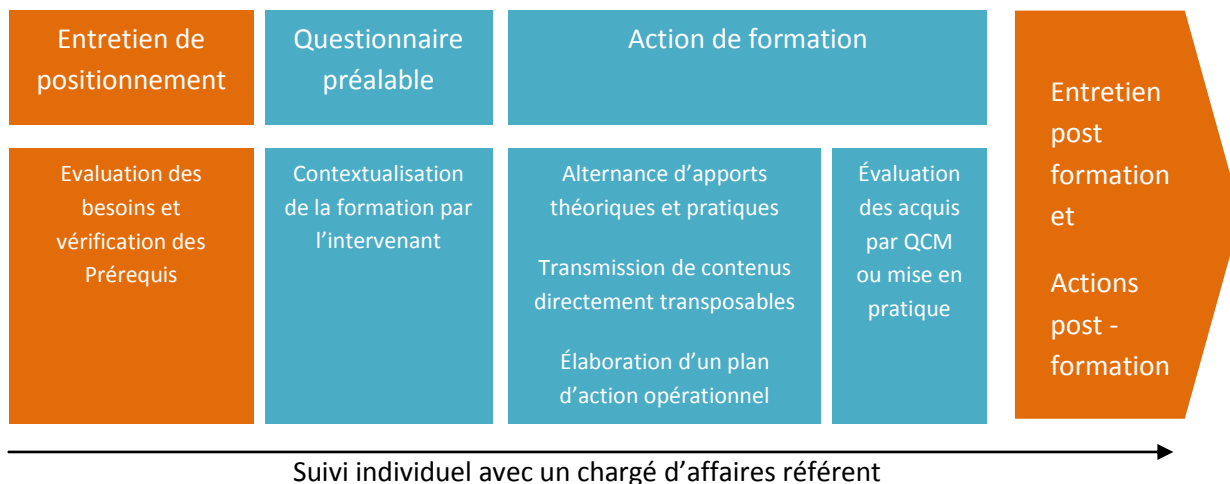 Entretien de
positionnement
Questionnaire
préalable
Action de formation
Evaluation des
besoins et
vérification des
Prérequis
Contextualisation
de la formation par
l’intervenant
Alternance d’apports
théoriques et pratiques
Transmission de contenus
directement transposables
Élaboration d’un plan
d’action opérationnel
Évaluation
des acquis
par QCM
ou mise en
pratique
Entretien
post
formation
et
Actions
post -
formation
Suivi individuel avec un chargé d’affaires référent